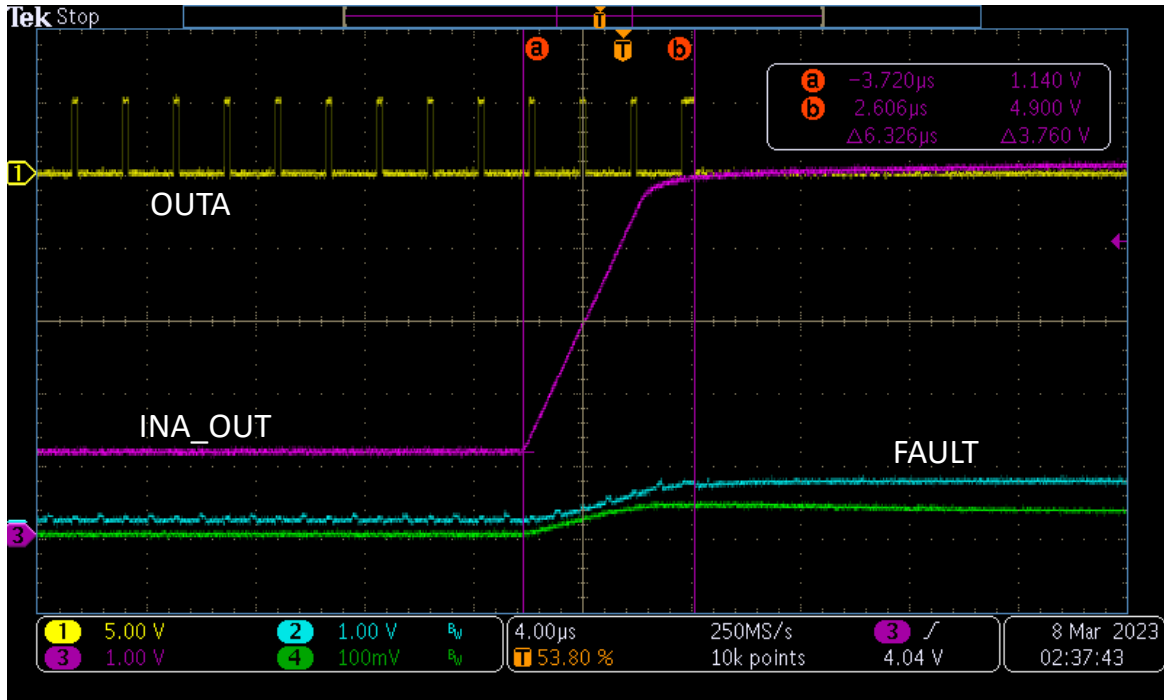 Tek Stop
T
a T b
a −3.720µs 1.140 V
b 2.606µs 4.900 V
△6.326µs △3.760 V
1
OUTA
INA_OUT
FAULT
3
1 5.00 V 2 1.00 V BW 4.00µs 250MS/s 3 8 Mar 2023
3 1.00 V 4 100mV BW T 53.80 % 10k points 4.04 V 02:37:43